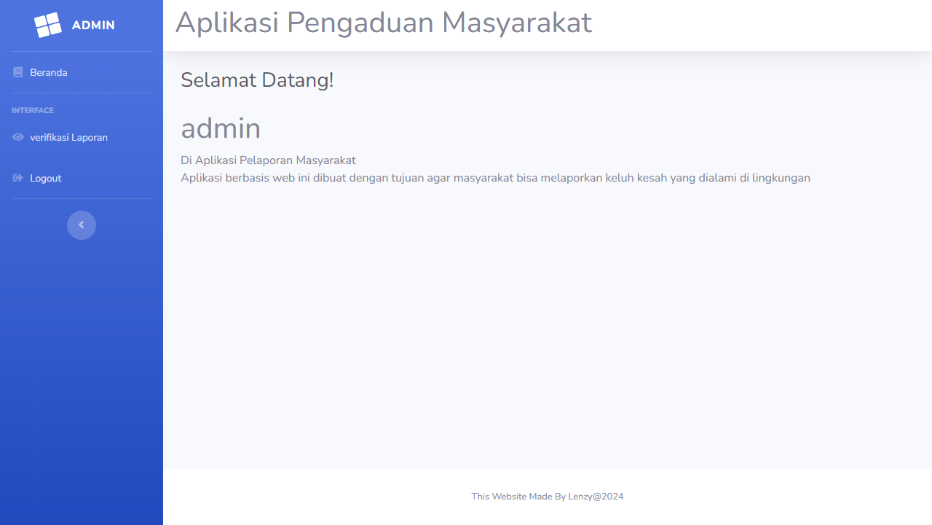 ADMIN
Beranda
INTERFACE
verifikasi Laporan
Logout
Aplikasi Pengaduan Masyarakat
Selamat Datang!
admin
Di Aplikasi Pelaporan Masyarakat
Aplikasi berbasis web ini dibuat dengan tujuan agar masyarakat bisa melaporkan keluh kesah yang dialami di lingkungan
This Website Made By Lenzy@2024